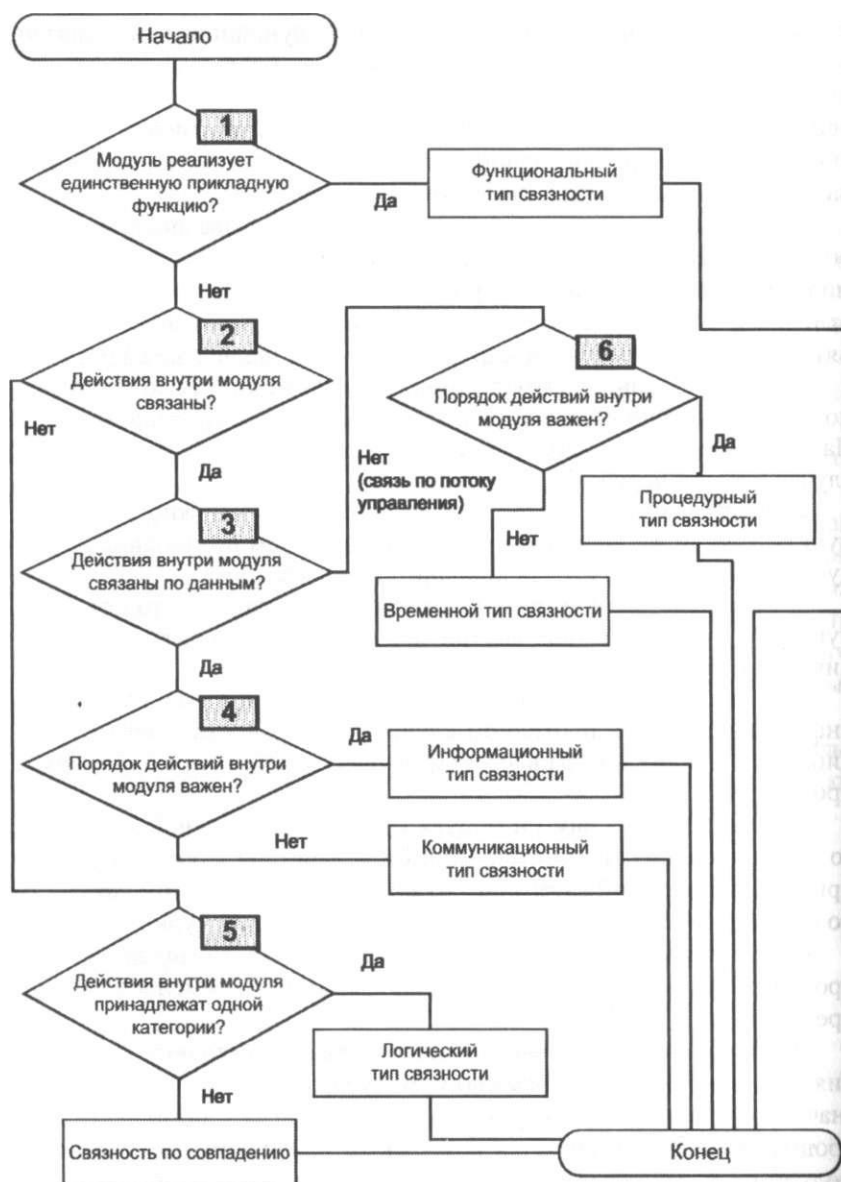 Начало
1
Модуль реализует
единственную прикладную
функцию?
Да
Функциональный
тип связности
Нет
2
Действия внутри модуля
связаны?
Нет
Да
6
Порядок действий внутри
модуля важен?
Да
Нет
(связь по потоку
управления)
Процедурный
тип связности
Нет
3
Действия внутри модуля
связаны по данным?
Временной тип связности
Да
4
Порядок действий внутри
модуля важен?
Да
Информационный
тип связности
Нет
Коммуникационный
тип связности
5
Действия внутри модуля
принадлежат одной
категории?
Да
Логический
тип связности
Нет
Связность по совпадению
Конец